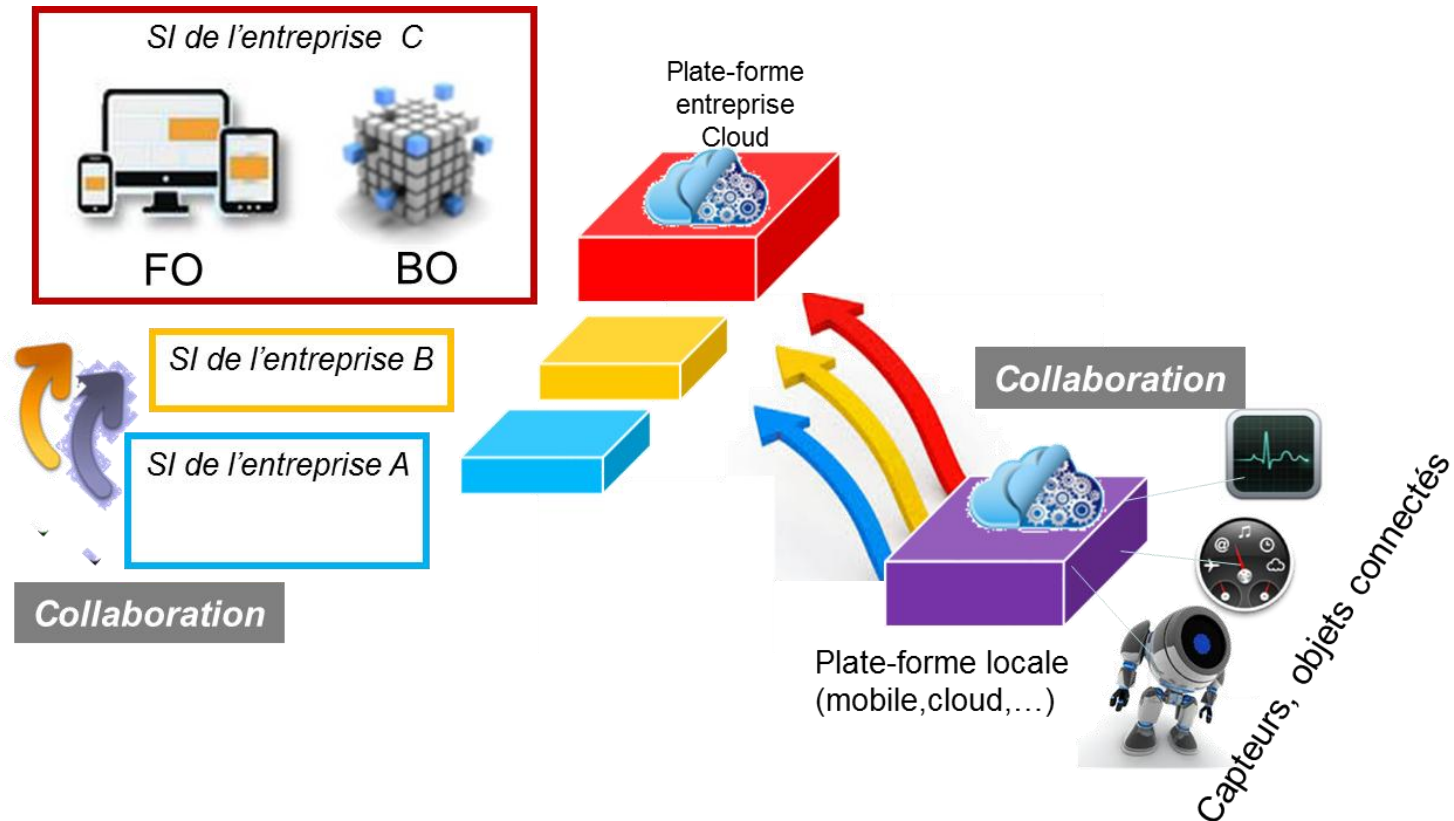 SI de l’entreprise C
FO
BO
Plate-forme
entreprise
Cloud
SI de l’entreprise B
SI de l’entreprise A
Collaboration
Collaboration
Plate-forme locale
(mobile,cloud,…)
Capteurs, objets connectés